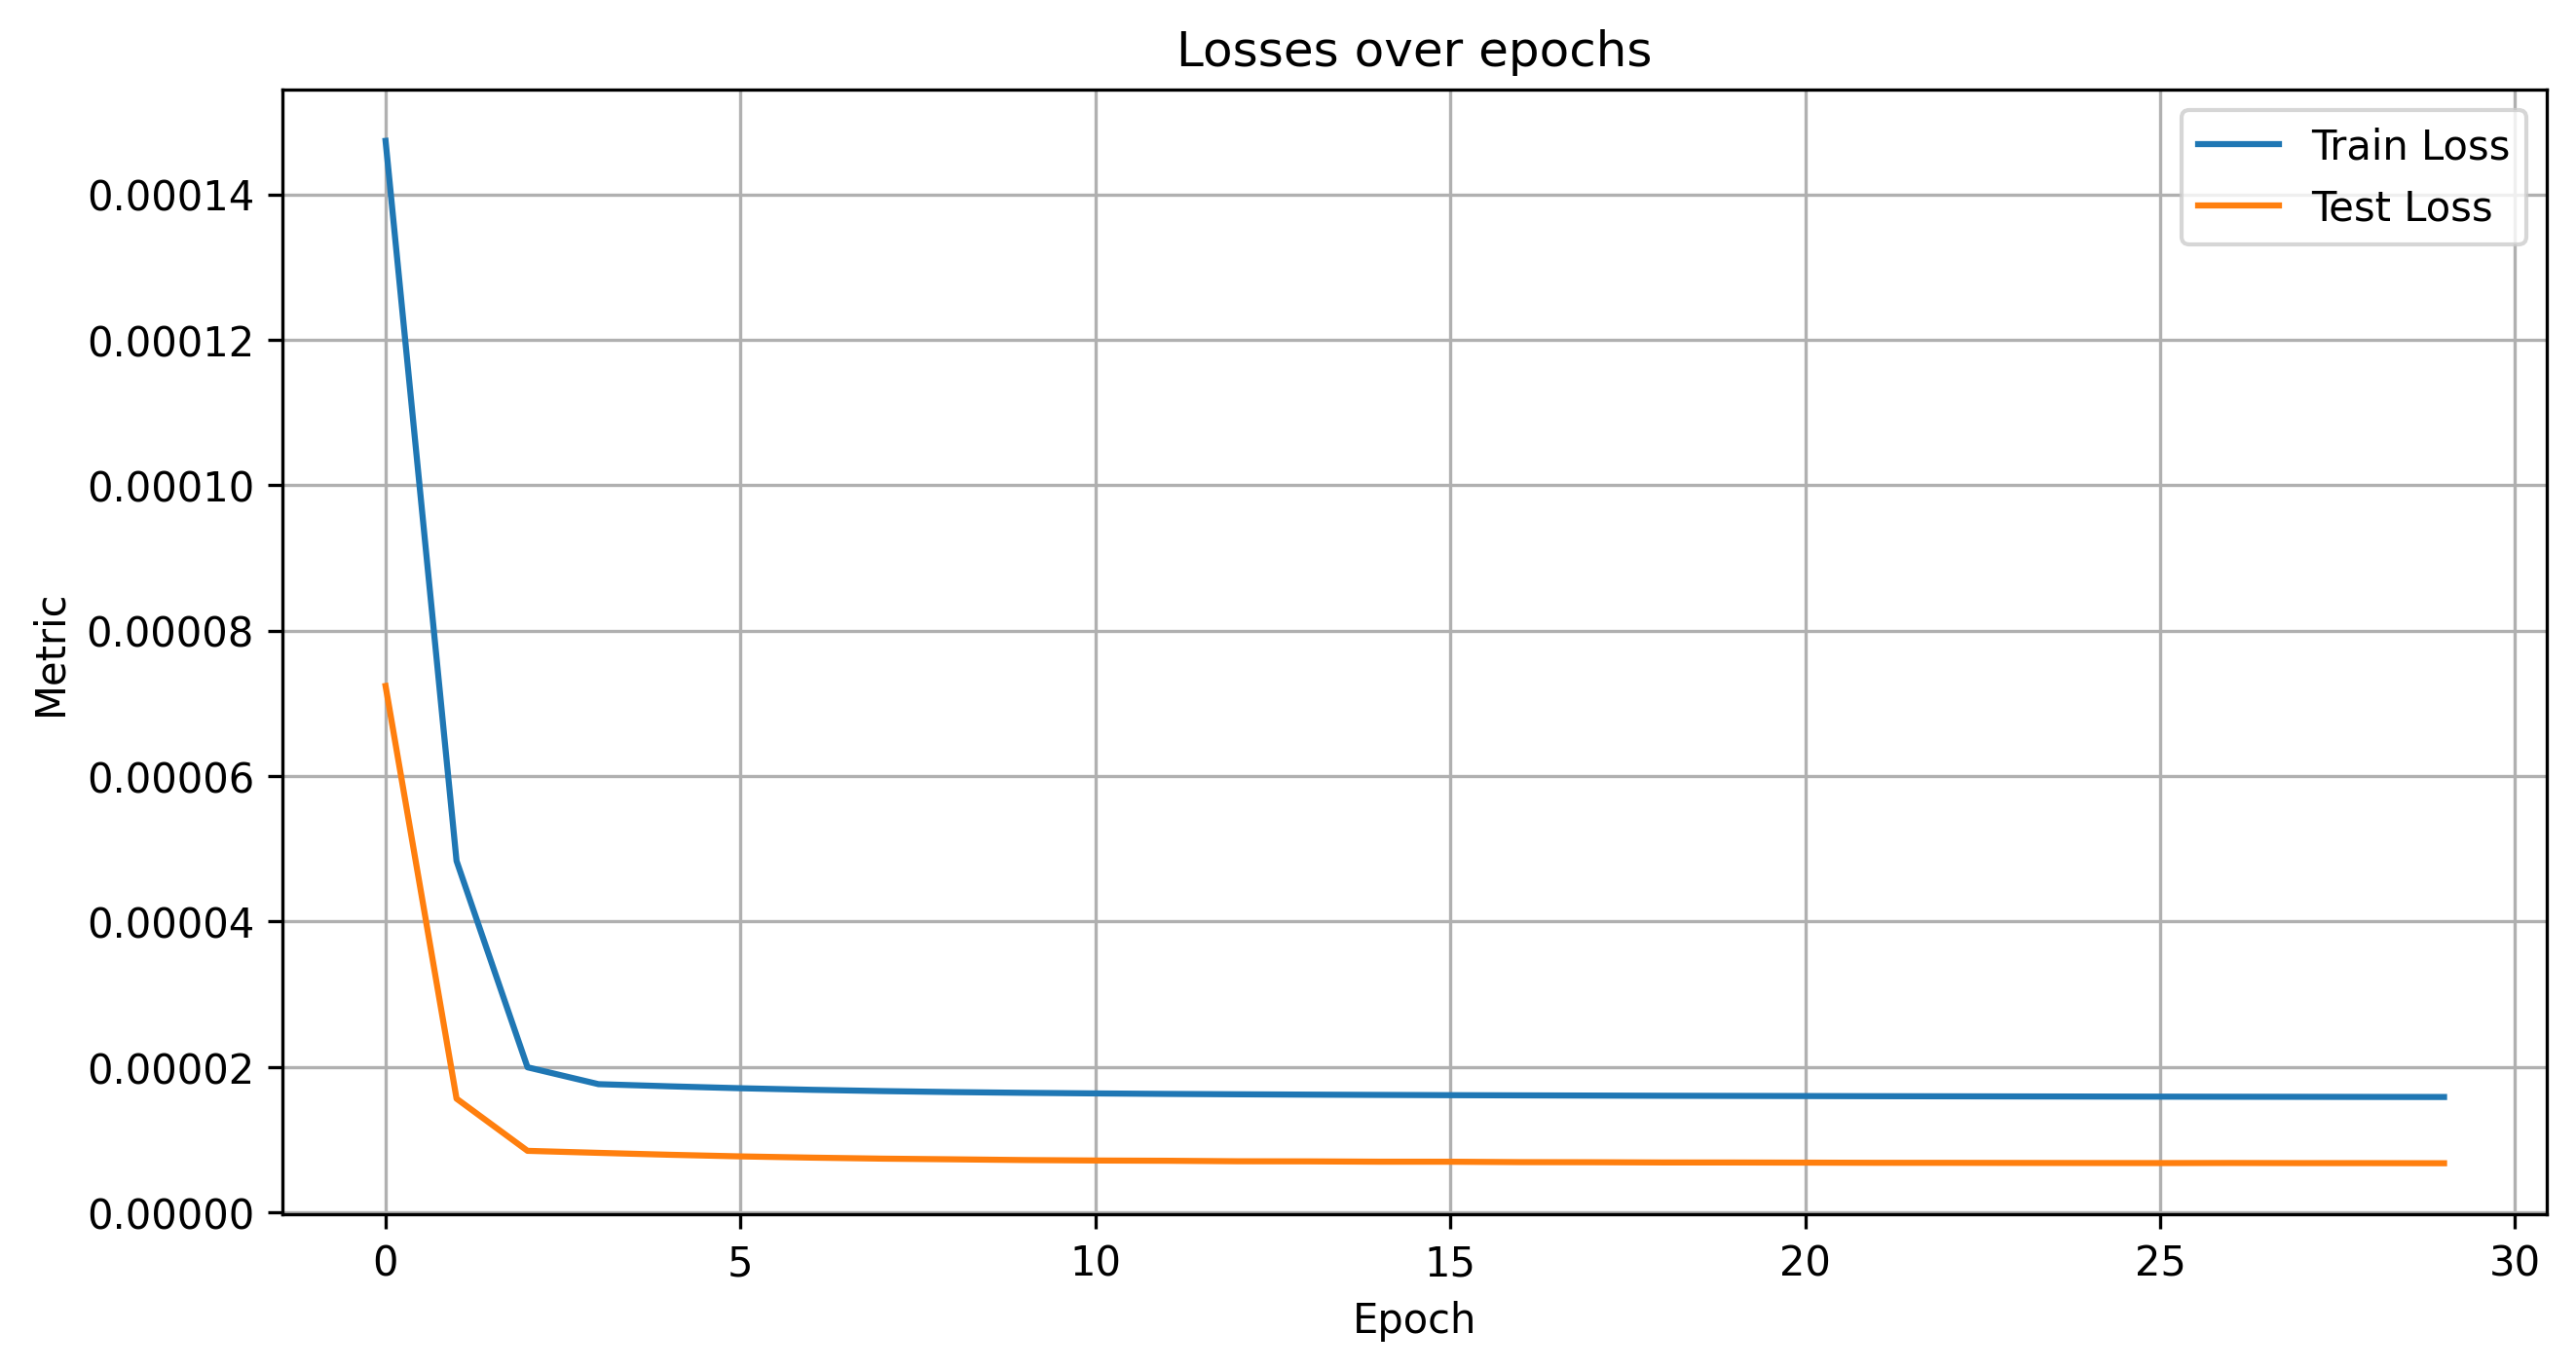 Losses over epochs
Train Loss
Test Loss
0.00014
0.00012
0.00010
0.00008
0.00006
0.00004
0.00002
0.00000
Metric
0 5 10 15 20 25 30
Epoch